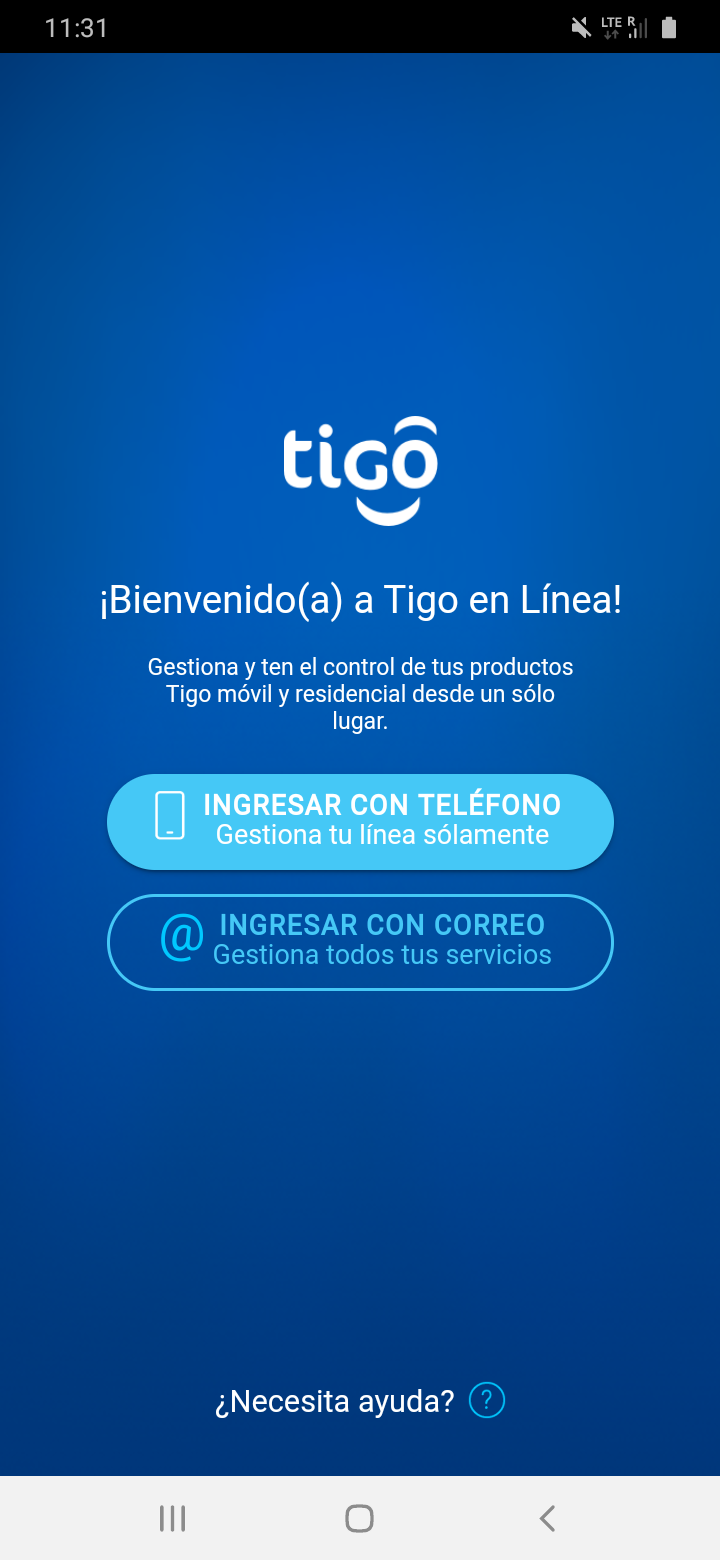 11:31
LTE R
tigo
¡Bienvenido(a) a Tigo en Línea!
Gestiona y ten el control de tus productos
Tigo móvil y residencial desde un sólo
lugar.
INGRESAR CON TELÉFONO
Gestiona tu línea sólamente
@ INGRESAR CON CORREO
Gestiona todos tus servicios
¿Necesita ayuda? ?